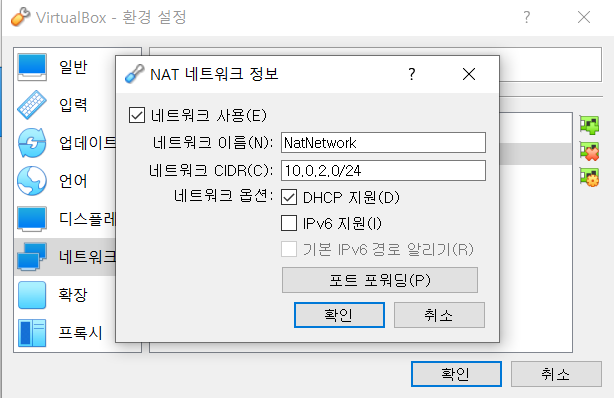 VirtualBox - 환경 설정
일반
입력
업데이트
언어
디스플레
네트워크
확장
프록시
NAT 네트워크 정보
네트워크 사용(E)
네트워크 이름(N): NatNetwork
네트워크 CIDR(C): 10,0,2,0/24
네트워크 옵션: DHCP 지원(D)
IPv6 지원(I)
기본 IPv6 경로 알리기(R)
포트 포워딩(P)
확인 취소
확인 취소